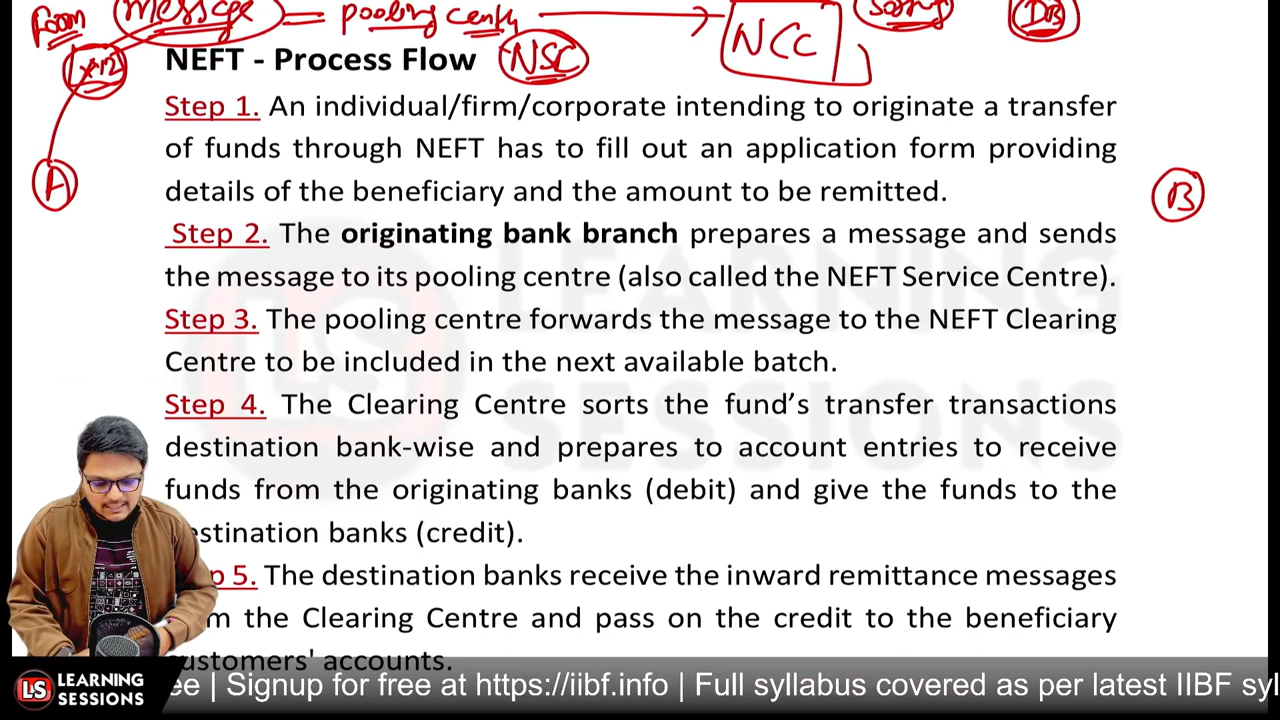 Form message = pooling centre → NCC sorting DB
NEFT - Process Flow NSC
Step 1. An individual/firm/corporate intending to originate a transfer
of funds through NEFT has to fill out an application form providing
A
details of the beneficiary and the amount to be remitted.
B
Step 2. The originating bank branch prepares a message and sends
the message to its pooling centre (also called the NEFT Service Centre).
Step 3. The pooling centre forwards the message to the NEFT Clearing
Centre to be included in the next available batch.
Step 4. The Clearing Centre sorts the fund's transfer transactions
destination bank-wise and prepares to account entries to receive
funds from the originating banks (debit) and give the funds to the
estination banks (credit).
p 5. The destination banks receive the inward remittance messages
m the Clearing Centre and pass on the credit to the beneficiary
customers' accounts.
LS LEARNING
SESSIONS
ee | Signup for free at https://iibf.info | Full syllabus covered as per latest IIBF syl
LEARNING
LS
SESSIONS